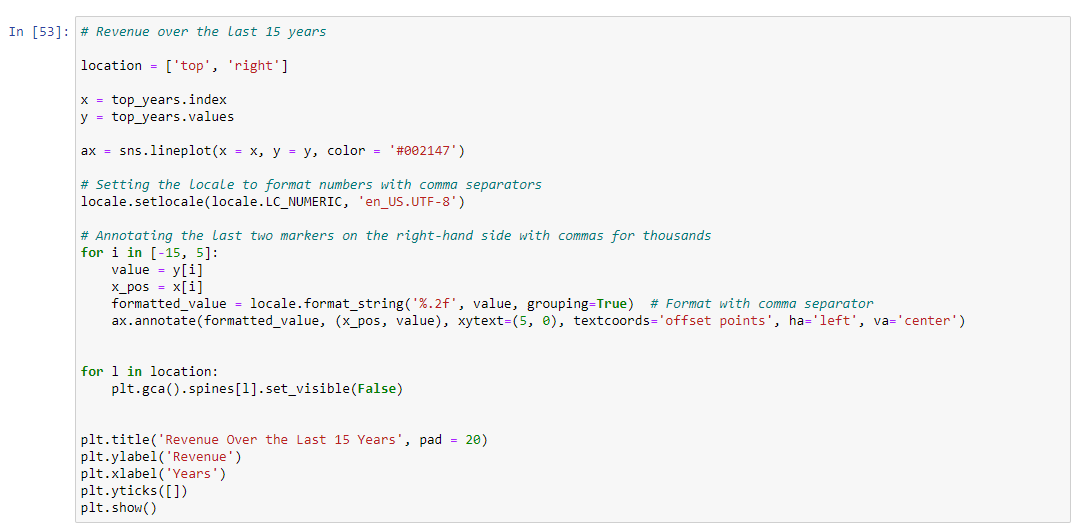 In [53]: # Revenue over the last 15 years
location = ['top', 'right']
x = top_years.index
y = top_years.values
ax = sns.lineplot(x = x, y = y, color = '#002147')
# Setting the locale to format numbers with comma separators
locale.setlocale(locale.LC_NUMERIC, 'en_US.UTF-8')
# Annotating the last two markers on the right-hand side with commas for thousands
for i in [-15, 5]:
    value = y[i]
    x_pos = x[i]
    formatted_value = locale.format_string('%.2f', value, grouping=True)  # Format with comma separator
    ax.annotate(formatted_value, (x_pos, value), xytext=(5, 0), textcoords='offset points', ha='left', va='center')
for l in location:
    plt.gca().spines[l].set_visible(False)
plt.title('Revenue Over the Last 15 Years', pad = 20)
plt.ylabel('Revenue')
plt.xlabel('Years')
plt.yticks([])
plt.show()